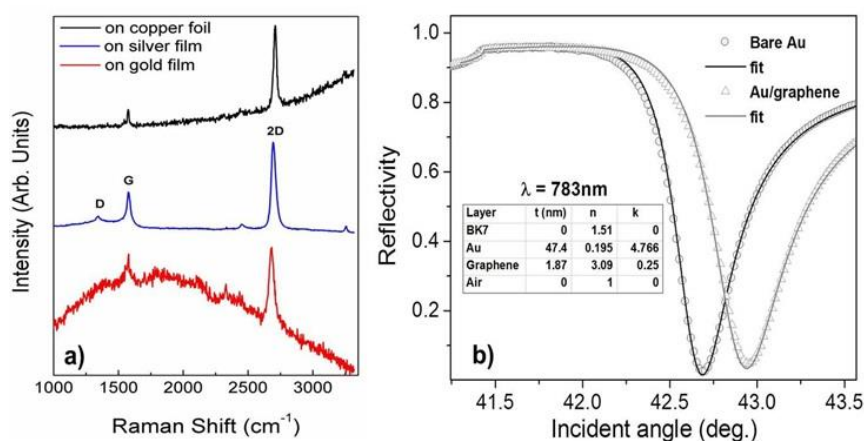 on copper foil
on silver film
on gold film
D
G
2D
a)
Intensity (Arb. Units)
1000 1500 2000 2500 3000
Raman Shift (cm⁻¹)
Bare Au
fit
Au/graphene
fit
λ = 783nm
Layer t (nm) n k
BK7 0 1.51 0
Au 47.4 0.195 4.766
Graphene 1.87 3.09 0.25
Air 0 1 0
b)
Reflectivity
1.0
0.8
0.6
0.4
0.2
41.5 42.0 42.5 43.0 43.5
Incident angle (deg.)